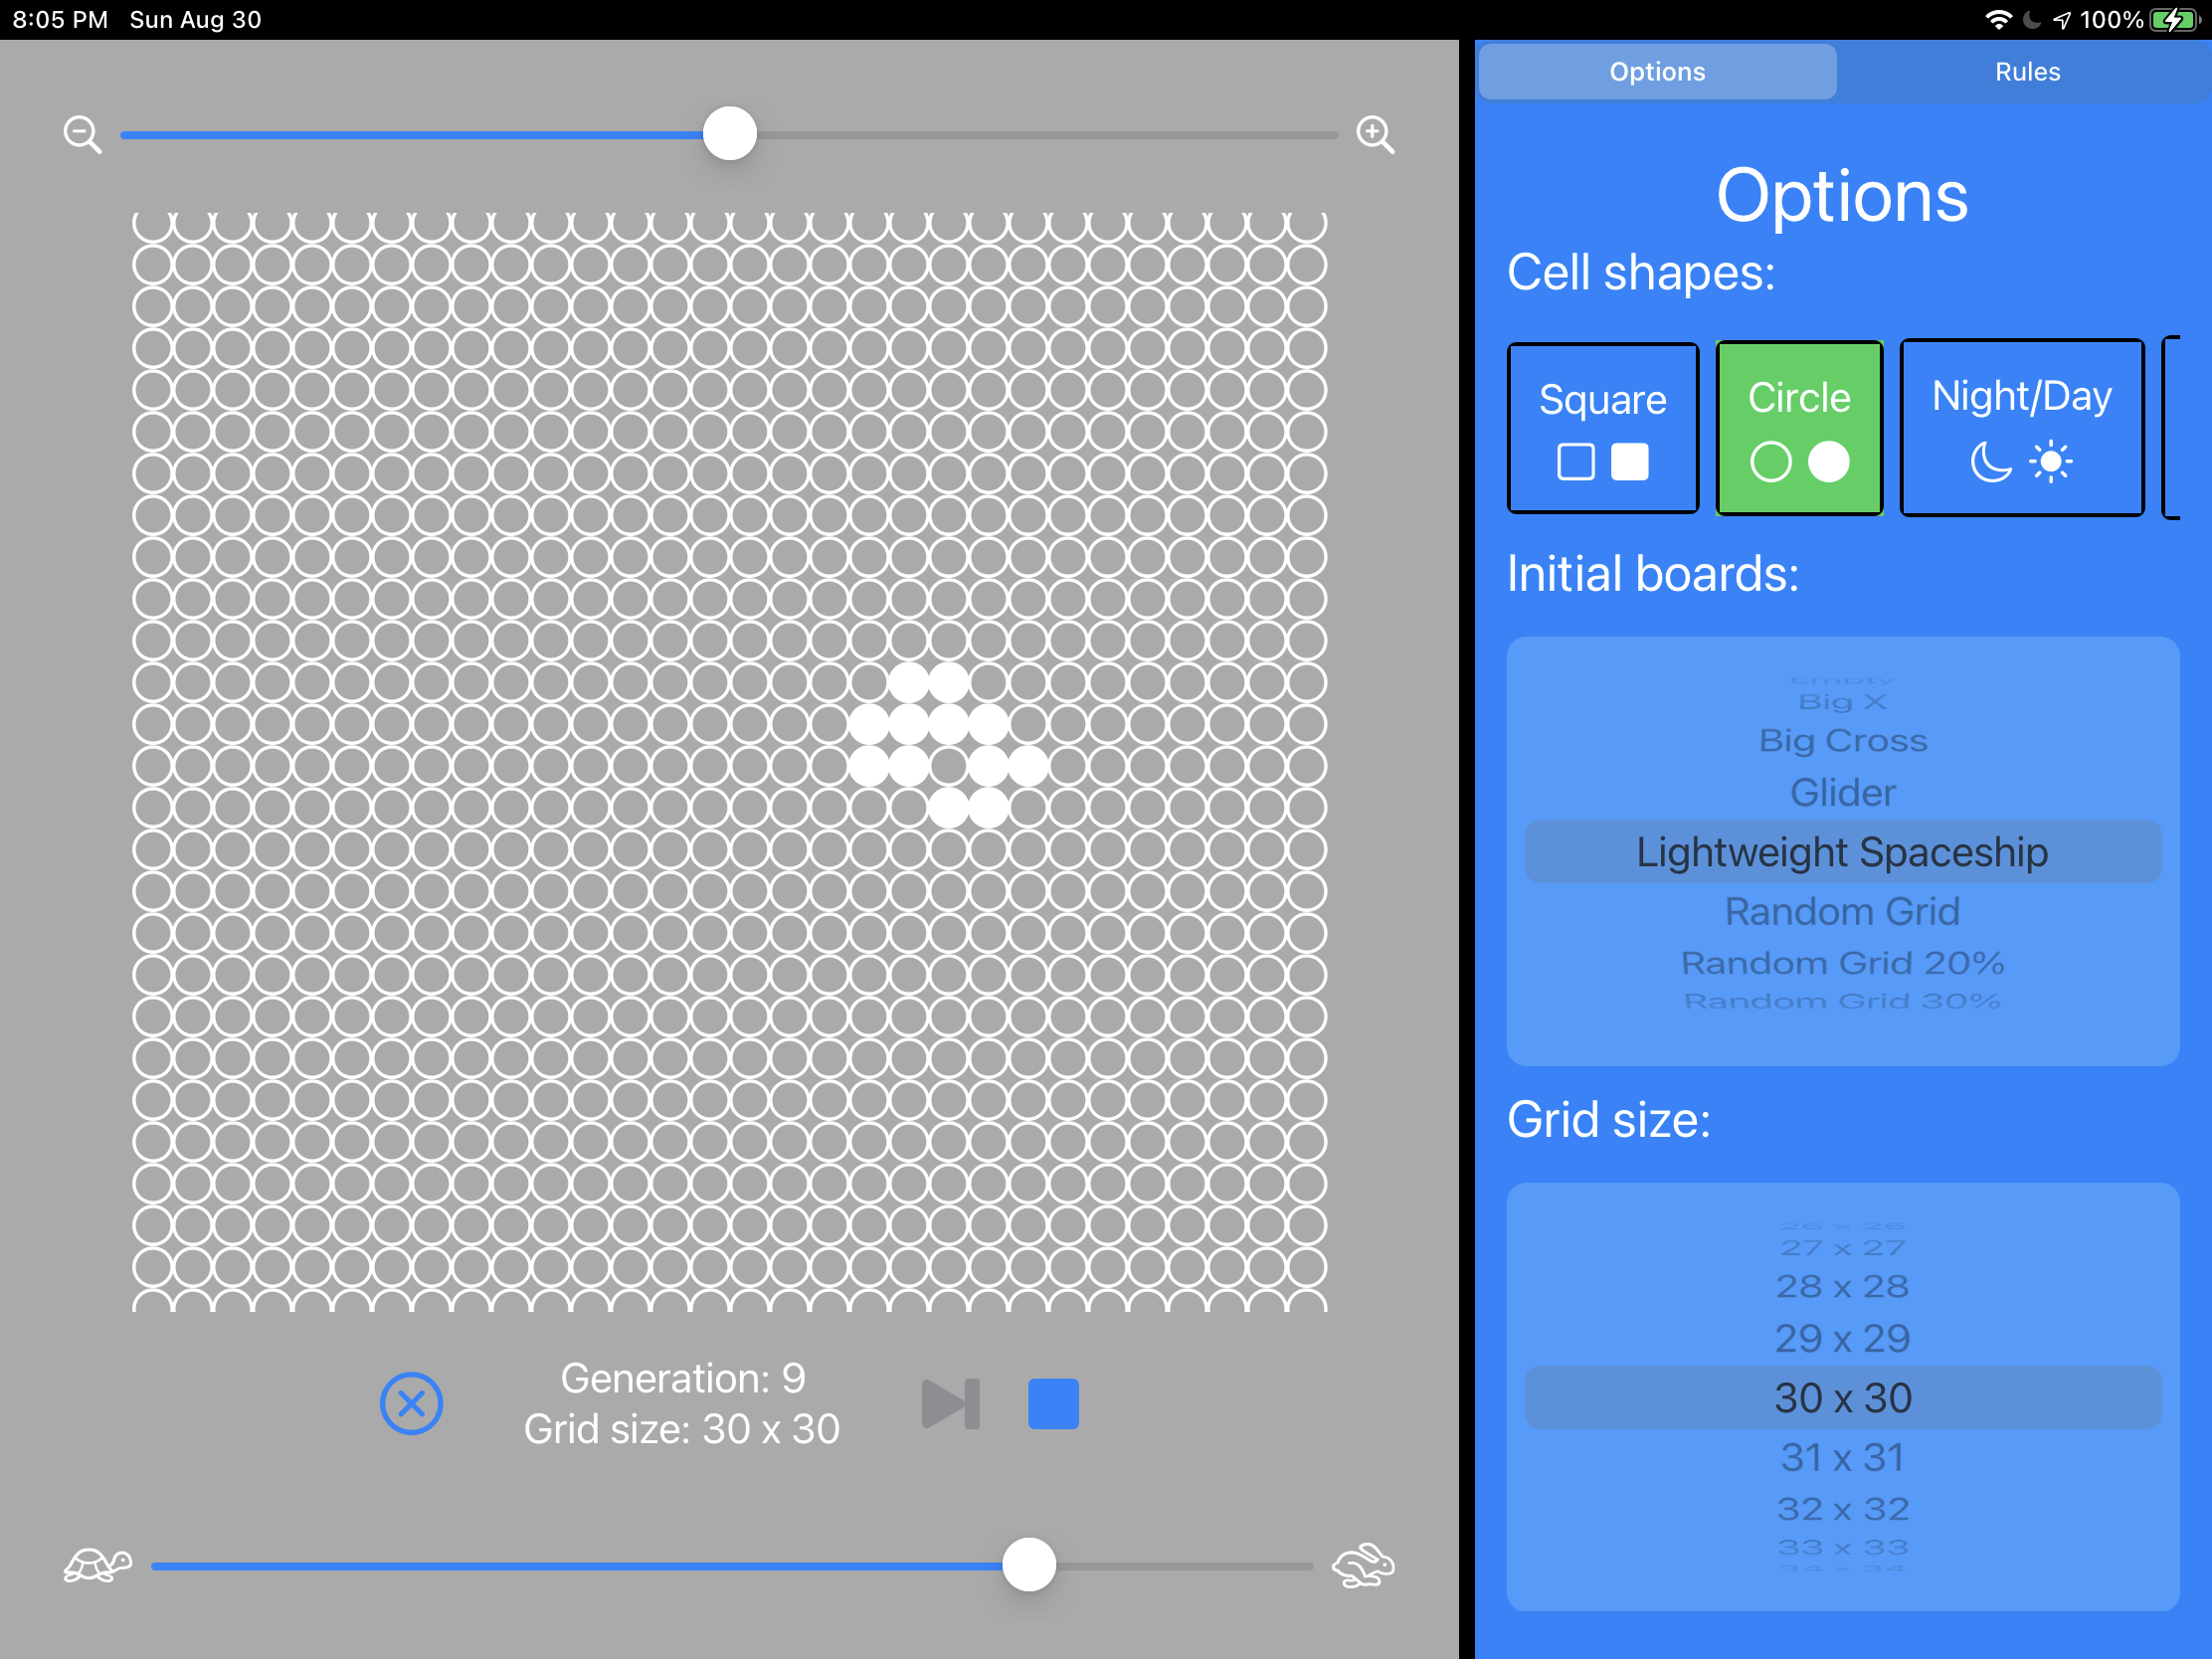 8:05 PM Sun Aug 30
100%
Options
Rules
Options
Cell shapes:
Square
Circle
Night/Day
Initial boards:
Empty
Big X
Big Cross
Glider
Lightweight Spaceship
Random Grid
Random Grid 20%
Random Grid 30%
Grid size:
26 x 26
27 x 27
28 x 28
29 x 29
30 x 30
31 x 31
32 x 32
33 x 33
34 x 34
Generation: 9
Grid size: 30 x 30